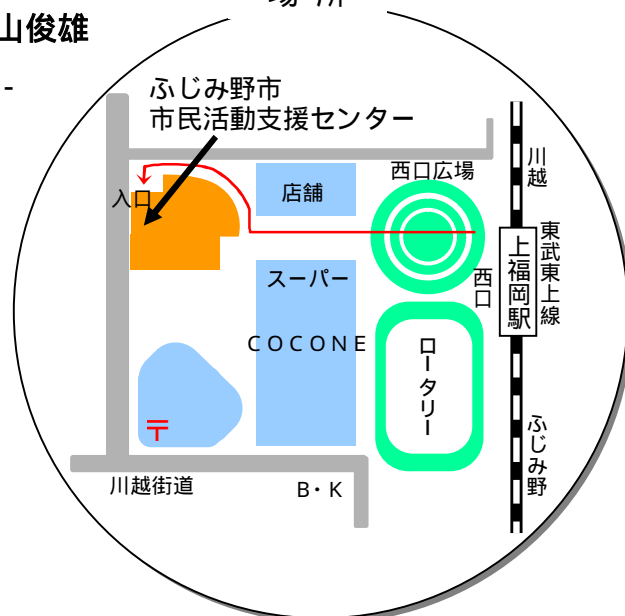 場 所
山俊雄
-
ふじみ野市
市民活動支援センター
川越
西口広場
店舗
入口
東武東上線
上福岡駅
西口
スーパー
COCONE
ロータリー
〒
ふじみ野
川越街道
B・K